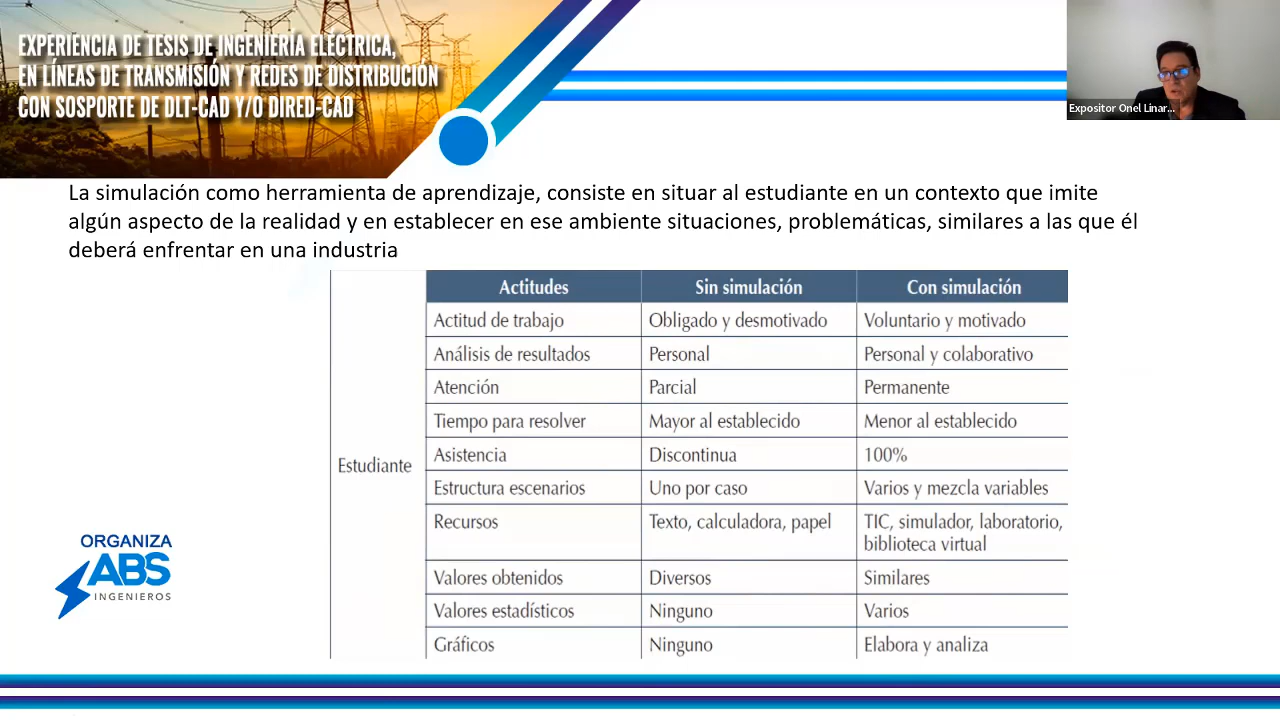 EXPERIENCIA DE TESIS DE INGENIERÍA ELÉCTRICA,
EN LÍNEAS DE TRANSMISIÓN Y REDES DE DISTRIBUCIÓN
CON SOSPORTE DE DLT-CAD Y/O DIRED-CAD
Expositor Onel Linar...
La simulación como herramienta de aprendizaje, consiste en situar al estudiante en un contexto que imite
algún aspecto de la realidad y en establecer en ese ambiente situaciones, problemáticas, similares a las que él
deberá enfrentar en una industria
Actitudes Sin simulación Con simulación
Actitud de trabajo Obligado y desmotivado Voluntario y motivado
Análisis de resultados Personal Personal y colaborativo
Atención Parcial Permanente
Tiempo para resolver Mayor al establecido Menor al establecido
Estudiante Asistencia Discontinua 100%
Estructura escenarios Uno por caso Varios y mezcla variables
Recursos Texto, calculadora, papel TIC, simulador, laboratorio,
biblioteca virtual
Valores obtenidos Diversos Similares
Valores estadísticos Ninguno Varios
Gráficos Ninguno Elabora y analiza
ORGANIZA
ABS
INGENIEROS